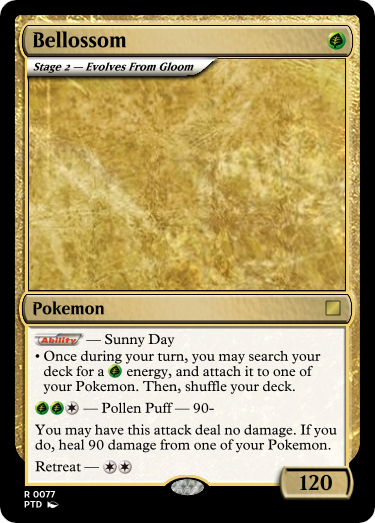 Bellossom
Stage 2 — Evolves From Gloom
Pokemon
Ability — Sunny Day
• Once during your turn, you may search your
deck for a energy, and attach it to one of
your Pokemon. Then, shuffle your deck.
— Pollen Puff — 90-
You may have this attack deal no damage. If you
do, heal 90 damage from one of your Pokemon.
Retreat —
120
R 0077
PTD